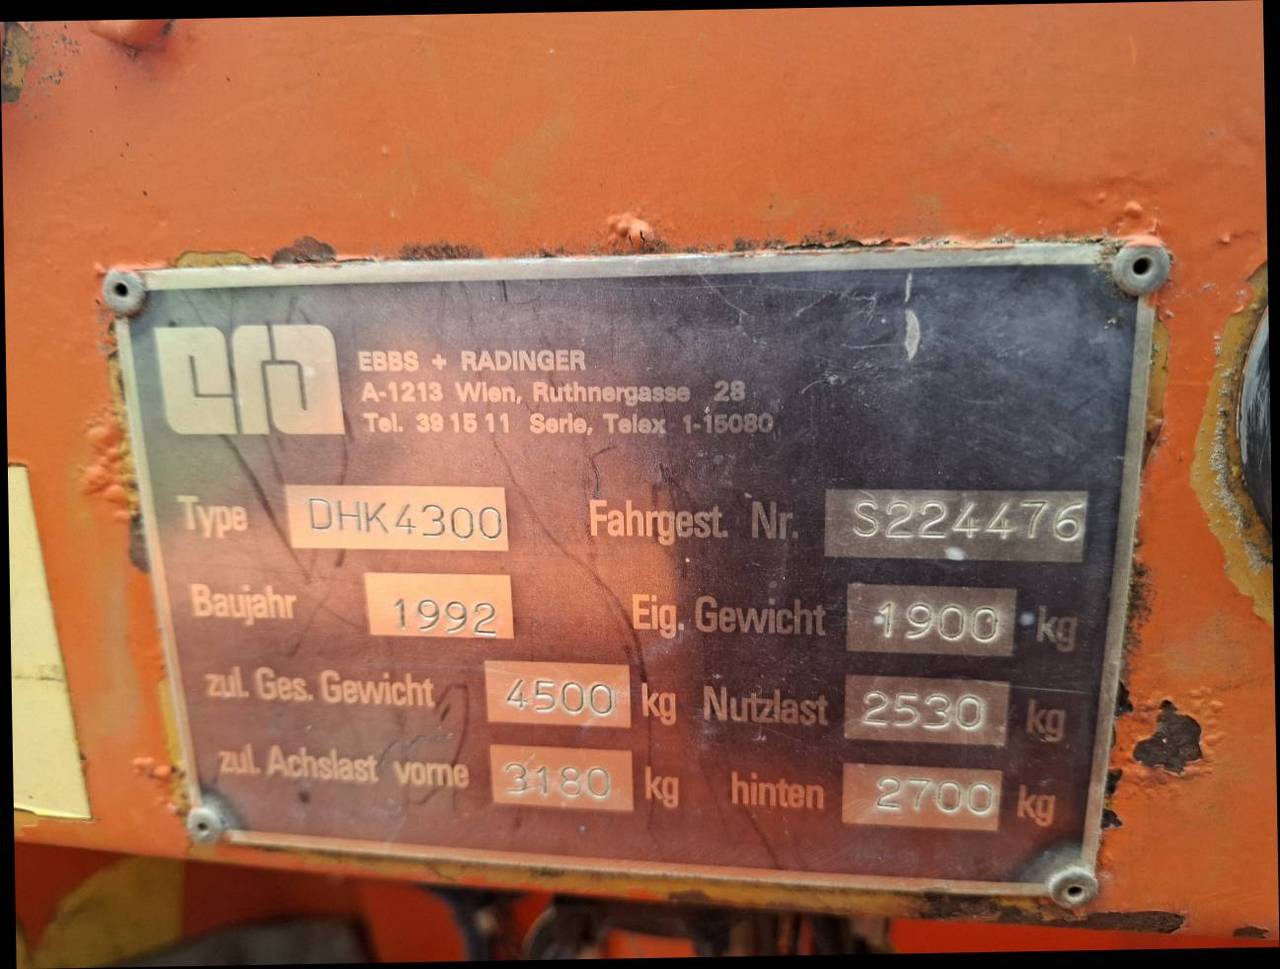 era
EBBS + RADINGER
A-1213 Wien, Ruthnergasse 28
Tel. 39 15 11 Serie, Telex 1-15080
Type DHK4300 Fahrgest. Nr. S224476
Baujahr 1992 Eig. Gewicht 1900 kg
zul. Ges. Gewicht 4500 kg Nutzlast 2530 kg
zul. Achslast vorne 3180 kg hinten 2700 kg